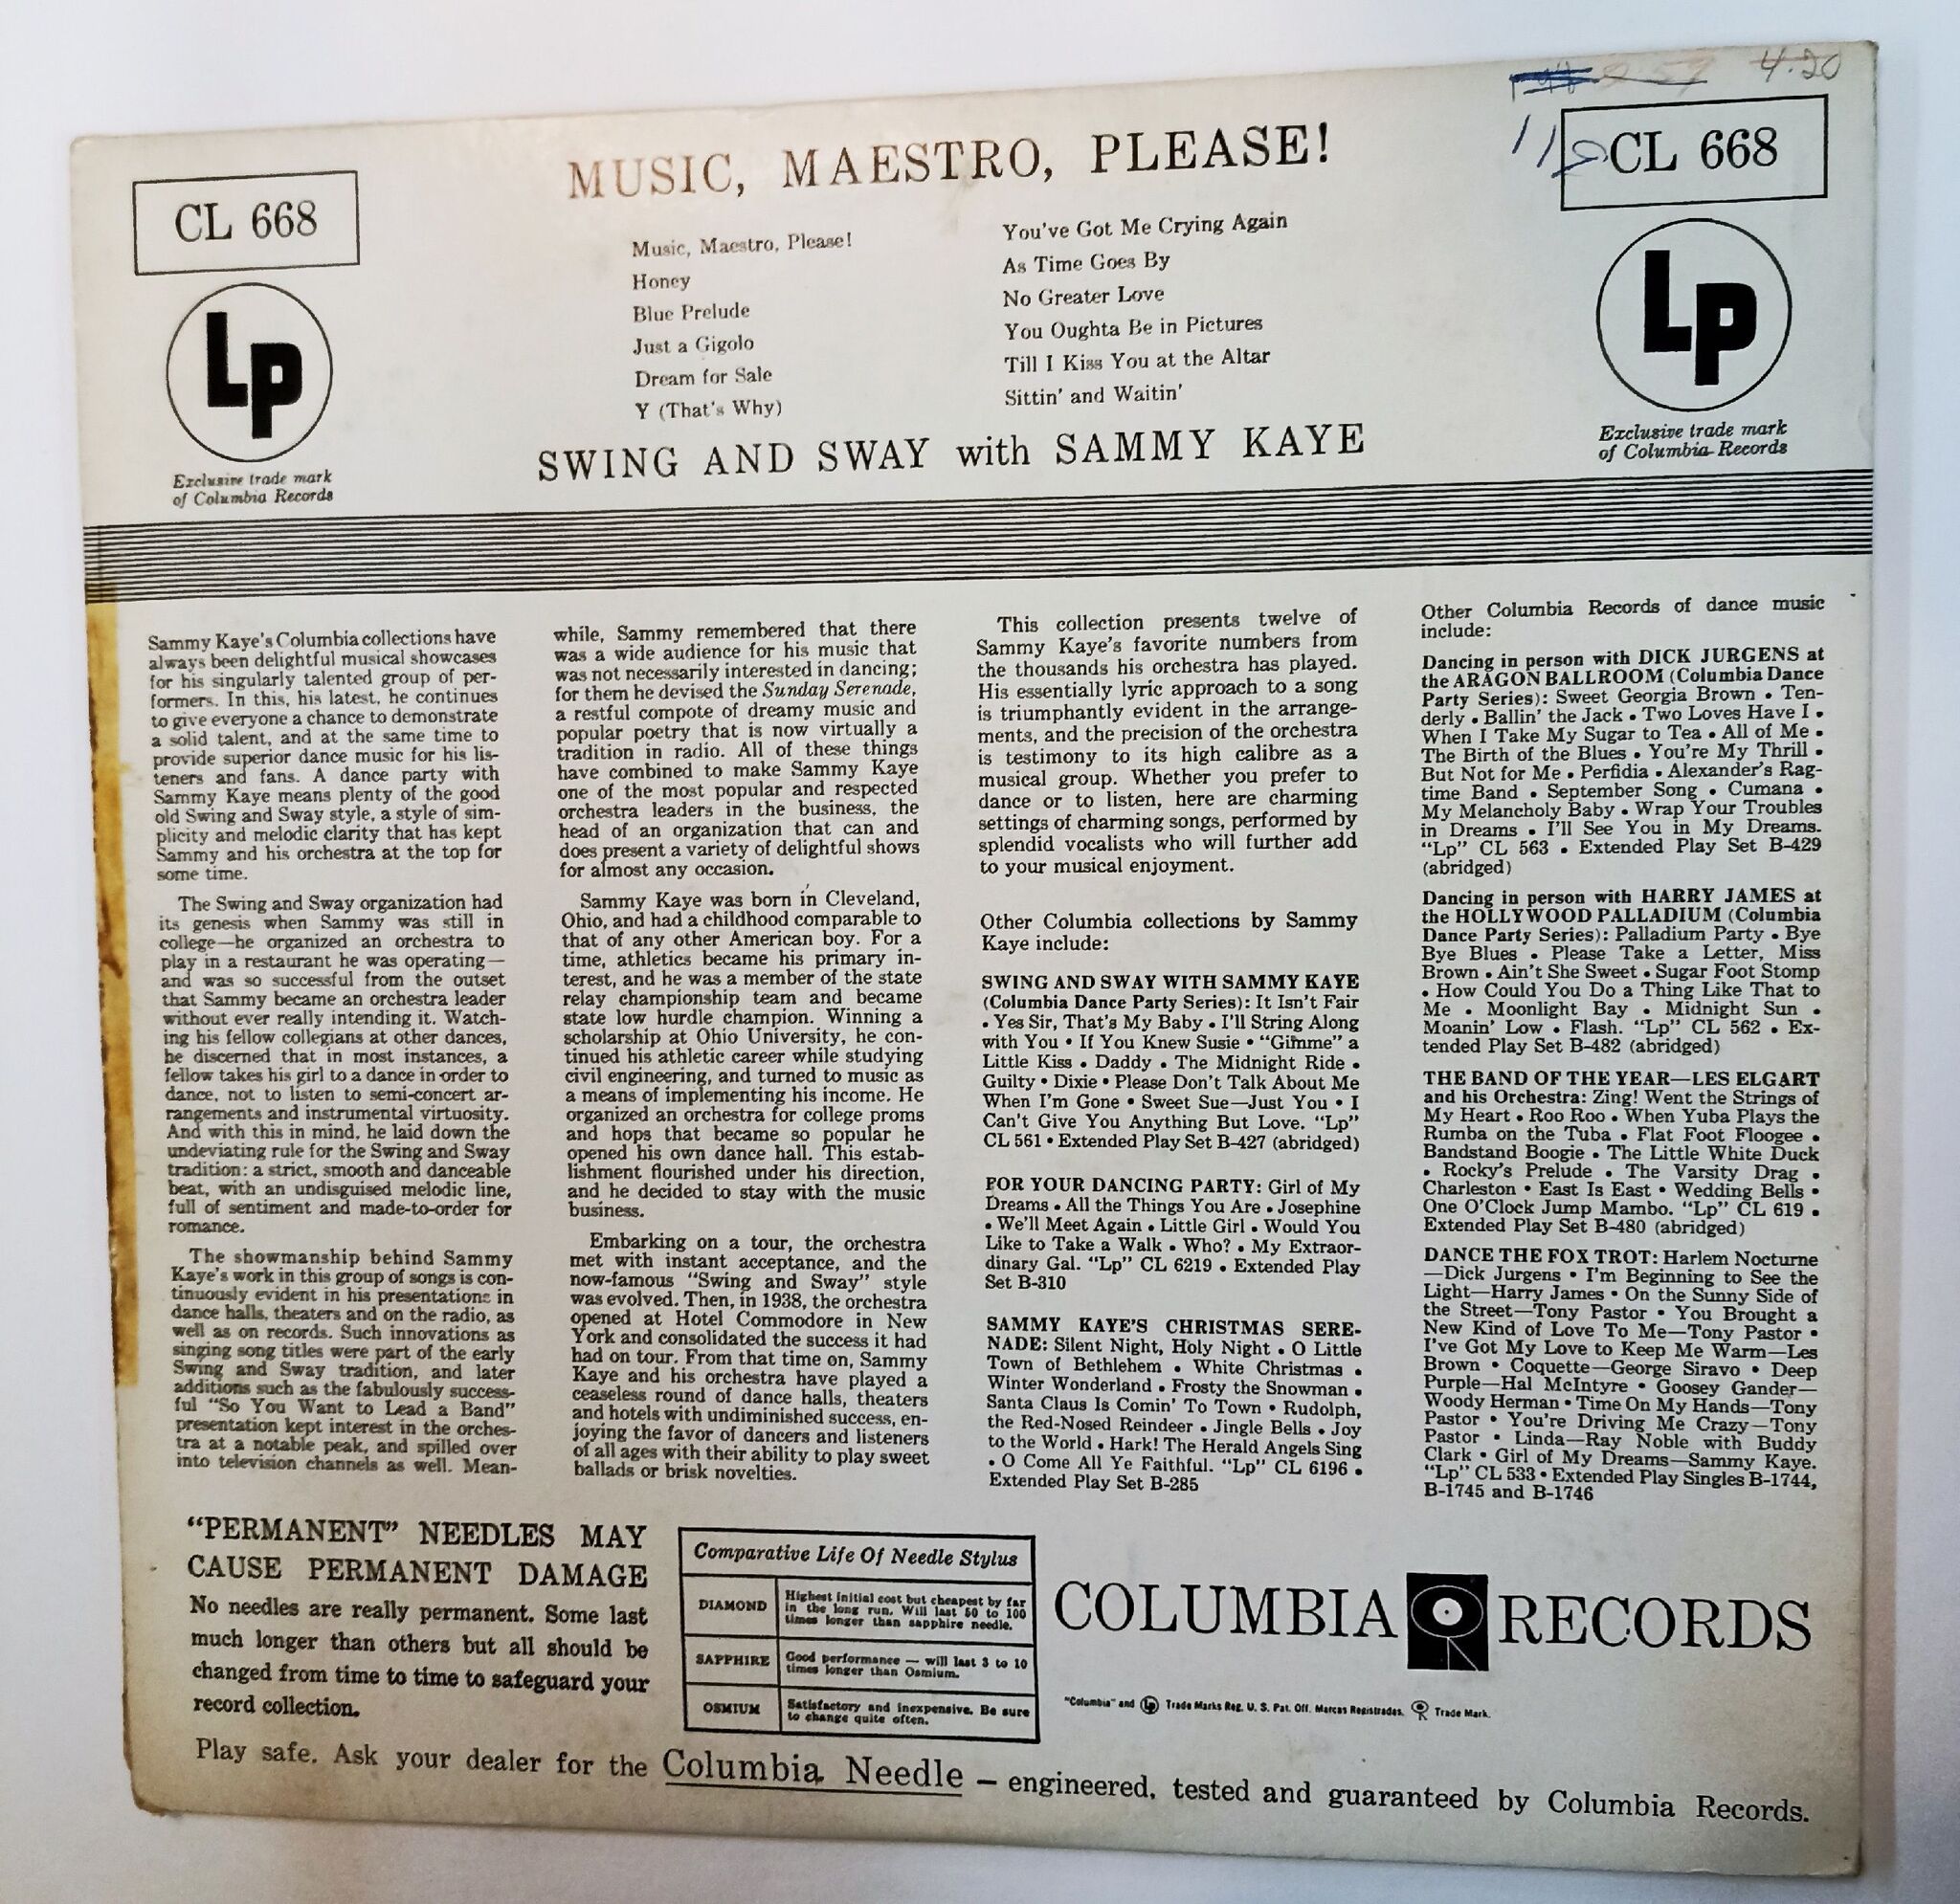 4.20
CL 668
MUSIC, MAESTRO, PLEASE!
CL 668
Music, Maestro, Please!
Honey
Blue Prelude
Just a Gigolo
Dream for Sale
Y (That's Why)
You've Got Me Crying Again
As Time Goes By
No Greater Love
You Oughta Be in Pictures
Till I Kiss You at the Altar
Sittin' and Waitin'
SWING AND SWAY with SAMMY KAYE
Lp
Exclusive trade mark
of Columbia Records
Lp
Exclusive trade mark
of Columbia Records
Sammy Kaye's Columbia collections have
always been delightful musical showcases
for his singularly talented group of per-
formers. In this, his latest, he continues
to give everyone a chance to demonstrate
a solid talent, and at the same time to
provide superior dance music for his lis-
teners and fans. A dance party with
Sammy Kaye means plenty of the good
old Swing and Sway style, a style of sim-
plicity and melodic clarity that has kept
Sammy and his orchestra at the top for
some time.
The Swing and Sway organization had
its genesis when Sammy was still in
college—he organized an orchestra to
play in a restaurant he was operating—
and was so successful from the outset
that Sammy became an orchestra leader
without ever really intending it. Watch-
ing his fellow collegians at other dances,
he discerned that in most instances, a
fellow takes his girl to a dance in order to
dance, not to listen to semi-concert ar-
rangements and instrumental virtuosity.
And with this in mind, he laid down the
undeviating rule for the Swing and Sway
tradition: a strict, smooth and danceable
beat, with an undisguised melodic line,
full of sentiment and made-to-order for
romance.
The showmanship behind Sammy
Kaye's work in this group of songs is con-
tinuously evident in his presentations in
dance halls, theaters and on the radio, as
well as on records. Such innovations as
singing song titles were part of the early
Swing and Sway tradition, and later
additions such as the fabulously success-
ful "So You Want to Lead a Band"
presentation kept interest in the orches-
tra at a notable peak, and spilled over
into television channels as well. Mean-
while, Sammy remembered that there
was a wide audience for his music that
was not necessarily interested in dancing;
for them he devised the Sunday Serenade,
a restful compote of dreamy music and
popular poetry that is now virtually a
tradition in radio. All of these things
have combined to make Sammy Kaye
one of the most popular and respected
orchestra leaders in the business, the
head of an organization that can and
does present a variety of delightful shows
for almost any occasion.
Sammy Kaye was born in Cleveland,
Ohio, and had a childhood comparable to
that of any other American boy. For a
time, athletics became his primary in-
terest, and he was a member of the state
relay championship team and became
state low hurdle champion. Winning a
scholarship at Ohio University, he con-
tinued his athletic career while studying
civil engineering, and turned to music as
a means of implementing his income. He
organized an orchestra for college proms
and hops that became so popular he
opened his own dance hall. This estab-
lishment flourished under his direction,
and he decided to stay with the music
business.
Embarking on a tour, the orchestra
met with instant acceptance, and the
now-famous "Swing and Sway" style
was evolved. Then, in 1938, the orchestra
opened at Hotel Commodore in New
York and consolidated the success it had
had on tour. From that time on, Sammy
Kaye and his orchestra have played a
ceaseless round of dance halls, theaters
and hotels with undiminished success, en-
joying the favor of dancers and listeners
of all ages with their ability to play sweet
ballads or brisk novelties.
This collection presents twelve of
Sammy Kaye's favorite numbers from
the thousands his orchestra has played.
His essentially lyric approach to a song
is triumphantly evident in the arrange-
ments, and the precision of the orchestra
is testimony to its high calibre as a
musical group. Whether you prefer to
dance or to listen, here are charming
settings of charming songs, performed by
splendid vocalists who will further add
to your musical enjoyment.
Other Columbia collections by Sammy
Kaye include:
SWING AND SWAY WITH SAMMY KAYE
(Columbia Dance Party Series): It Isn't Fair
• Yes Sir, That's My Baby • I'll String Along
with You • If You Knew Susie • "Gimme" a
Little Kiss • Daddy • The Midnight Ride •
Guilty • Dixie • Please Don't Talk About Me
When I'm Gone • Sweet Sue—Just You • I
Can't Give You Anything But Love. "Lp"
CL 561 • Extended Play Set B-427 (abridged)
FOR YOUR DANCING PARTY: Girl of My
Dreams • All the Things You Are • Josephine
• We'll Meet Again • Little Girl • Would You
Like to Take a Walk • Who? • My Extraor-
dinary Gal. "Lp" CL 6219 • Extended Play
Set B-310
SAMMY KAYE'S CHRISTMAS SERE-
NADE: Silent Night, Holy Night • O Little
Town of Bethlehem • White Christmas •
Winter Wonderland • Frosty the Snowman •
Santa Claus Is Comin' To Town • Rudolph,
the Red-Nosed Reindeer • Jingle Bells • Joy
to the World • Hark! The Herald Angels Sing
• O Come All Ye Faithful. "Lp" CL 6196 •
Extended Play Set B-285
Other Columbia Records of dance music
include:
Dancing in person with DICK JURGENS at
the ARAGON BALLROOM (Columbia Dance
Party Series): Sweet Georgia Brown • Ten-
derly • Ballin' the Jack • Two Loves Have I •
When I Take My Sugar to Tea • All of Me •
The Birth of the Blues • You're My Thrill •
But Not for Me • Perfidia • Alexander's Rag-
time Band • September Song • Cumana •
My Melancholy Baby • Wrap Your Troubles
in Dreams • I'll See You in My Dreams.
"Lp" CL 563 • Extended Play Set B-429
(abridged)
Dancing in person with HARRY JAMES at
the HOLLYWOOD PALLADIUM (Columbia
Dance Party Series): Palladium Party • Bye
Bye Blues • Please Take a Letter, Miss
Brown • Ain't She Sweet • Sugar Foot Stomp
• How Could You Do a Thing Like That to
Me • Moonlight Bay • Midnight Sun •
Moanin' Low • Flash. "Lp" CL 562 • Ex-
tended Play Set B-482 (abridged)
THE BAND OF THE YEAR—LES ELGART
and his Orchestra: Zing! Went the Strings of
My Heart • Roo Roo • When Yuba Plays the
Rumba on the Tuba • Flat Foot Floogee •
Bandstand Boogie • The Little White Duck
• Rocky's Prelude • The Varsity Drag •
Charleston • East Is East • Wedding Bells •
One O'Clock Jump Mambo. "Lp" CL 619 •
Extended Play Set B-480 (abridged)
DANCE THE FOX TROT: Harlem Nocturne
—Dick Jurgens • I'm Beginning to See the
Light—Harry James • On the Sunny Side of
the Street—Tony Pastor • You Brought a
New Kind of Love To Me—Tony Pastor •
I've Got My Love to Keep Me Warm—Les
Brown • Coquette—George Siravo • Deep
Purple—Hal McIntyre • Goosey Gander—
Woody Herman • Time On My Hands—Tony
Pastor • You're Driving Me Crazy—Tony
Pastor • Linda—Ray Noble with Buddy
Clark • Girl of My Dreams—Sammy Kaye.
"Lp" CL 533 • Extended Play Singles B-1744,
B-1745 and B-1746
"PERMANENT" NEEDLES MAY
CAUSE PERMANENT DAMAGE
No needles are really permanent. Some last
much longer than others but all should be
changed from time to time to safeguard your
record collection.
Comparative Life Of Needle Stylus
DIAMOND
Highest initial cost but cheapest by far
in the long run. Will last 50 to 100
times longer than sapphire needle.
SAPPHIRE
Good performance — will last 3 to 10
times longer than Osmium.
OSMIUM
Satisfactory and inexpensive. Be sure
to change quite often.
COLUMBIA RECORDS
"Columbia" and Lp Trade Marks Reg. U. S. Pat. Off. Marcas Registradas. Trade Mark.
Play safe. Ask your dealer for the Columbia Needle — engineered, tested and guaranteed by Columbia Records.